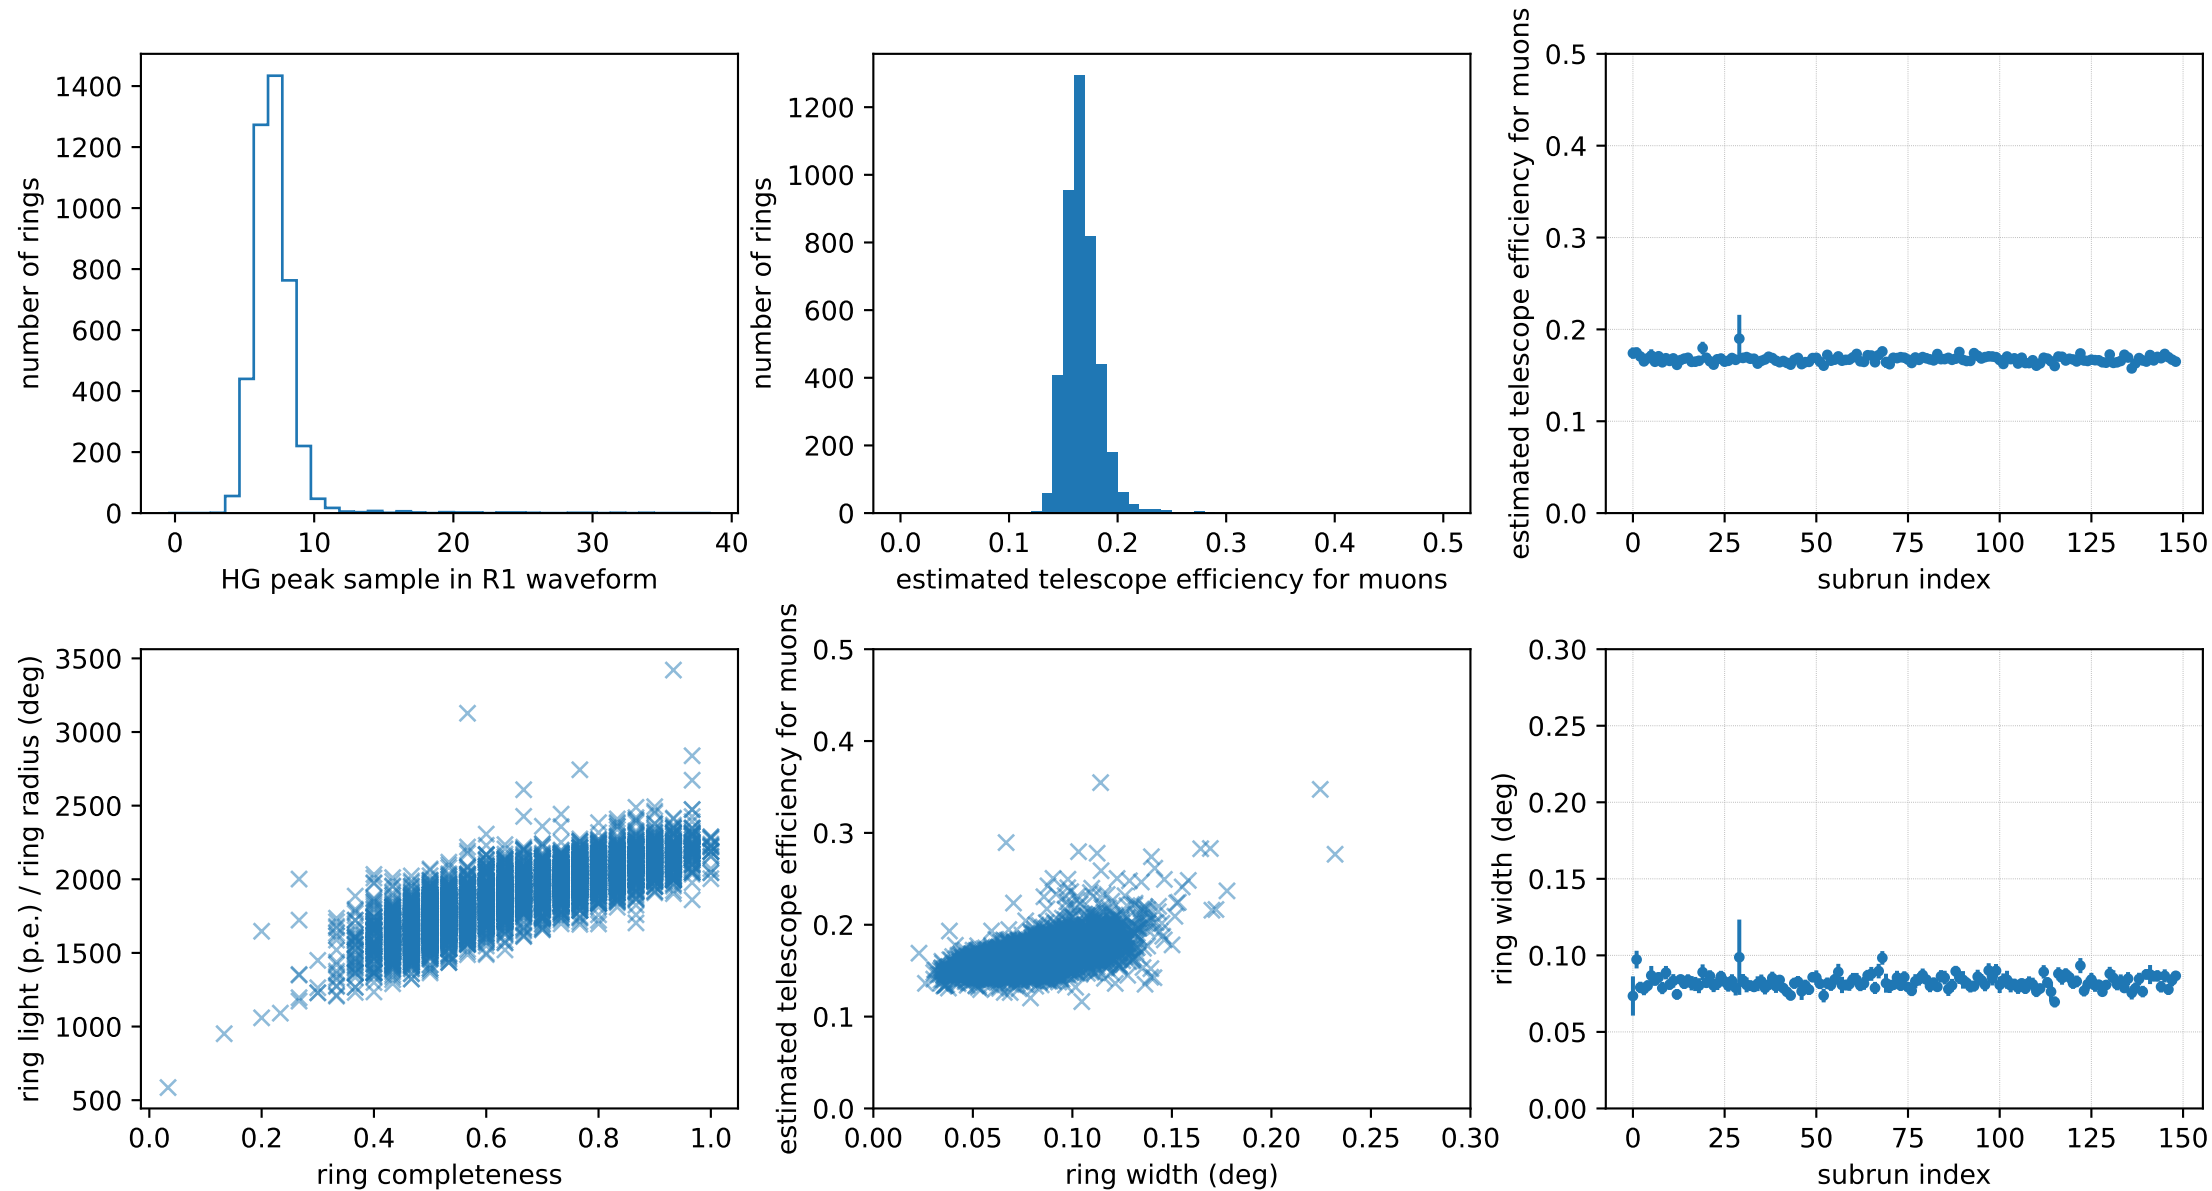 1400
1200
1000
800
600
400
200
0
number of rings
0 10 20 30 40
HG peak sample in R1 waveform
1200
1000
800
600
400
200
0
number of rings
0.0 0.1 0.2 0.3 0.4 0.5
estimated telescope efficiency for muons
0.5
0.4
0.3
0.2
0.1
0.0
estimated telescope efficiency for muons
0 25 50 75 100 125 150
subrun index
3500
3000
2500
2000
1500
1000
500
ring light (p.e.) / ring radius (deg)
0.0 0.2 0.4 0.6 0.8 1.0
ring completeness
0.5
0.4
0.3
0.2
0.1
0.0
estimated telescope efficiency for muons
0.00 0.05 0.10 0.15 0.20 0.25 0.30
ring width (deg)
0.30
0.25
0.20
0.15
0.10
0.05
0.00
ring width (deg)
0 25 50 75 100 125 150
subrun index